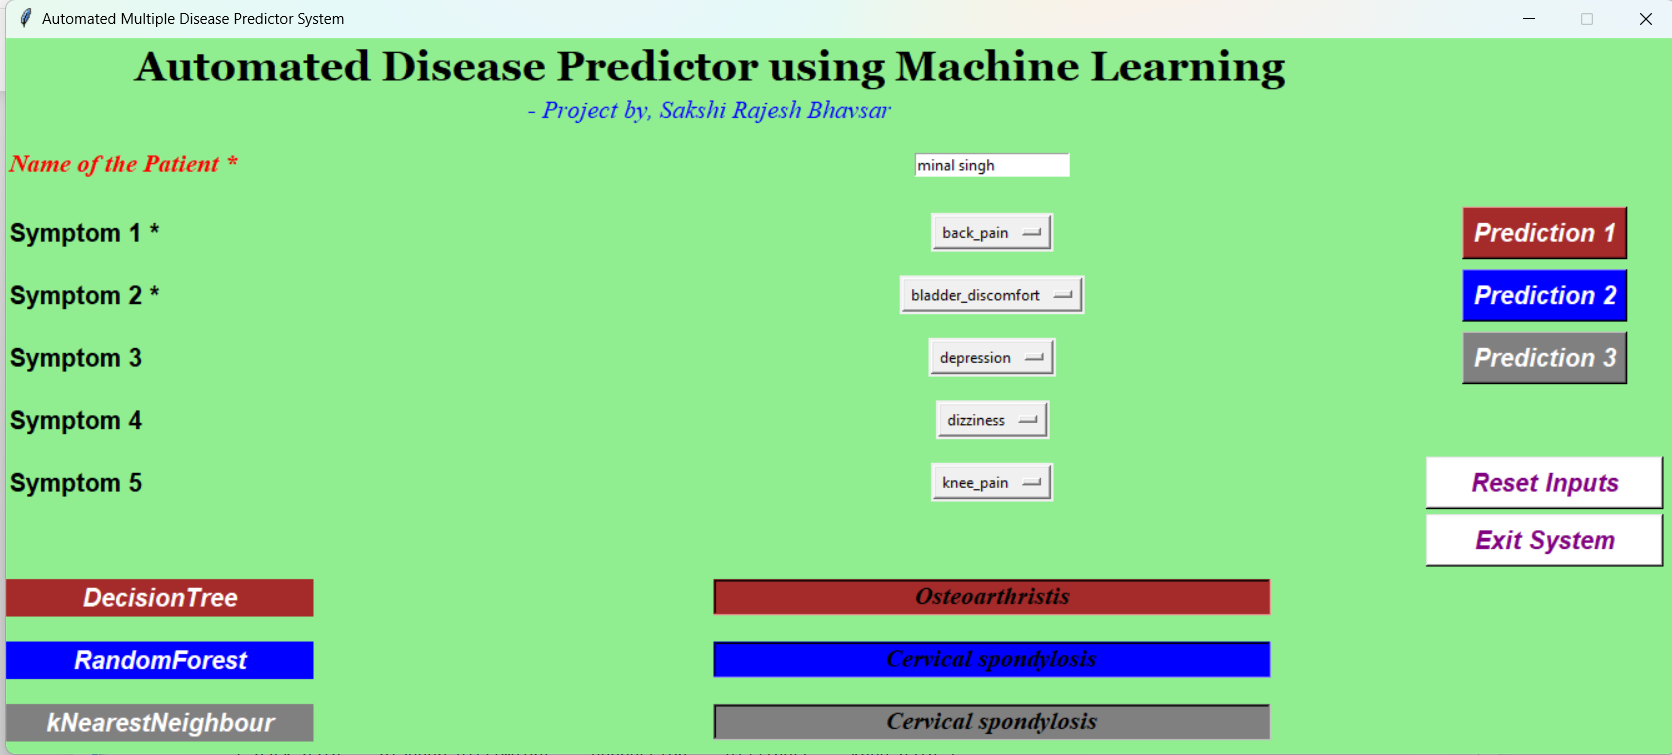 Automated Multiple Disease Predictor System
Automated Disease Predictor using Machine Learning
- Project by, Sakshi Rajesh Bhavsar
Name of the Patient * minal singh
Symptom 1 * back_pain Prediction 1
Symptom 2 * bladder_discomfort Prediction 2
Symptom 3 depression Prediction 3
Symptom 4 dizziness
Symptom 5 knee_pain Reset Inputs
Exit System
DecisionTree Osteoarthristis
RandomForest Cervical spondylosis
kNearestNeighbour Cervical spondylosis